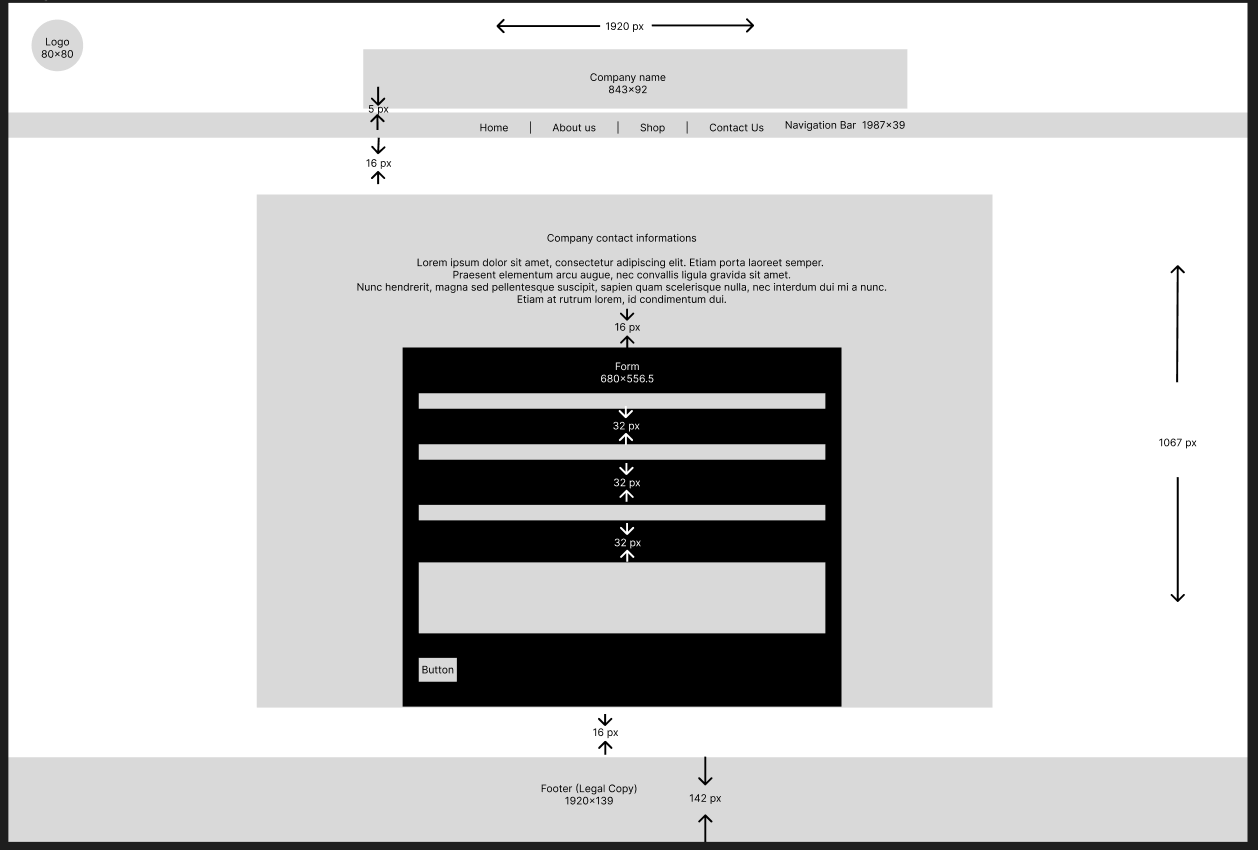 1920 px
Logo
80×80
Company name
843×92
5 px
Home | About us | Shop | Contact Us Navigation Bar 1987×39
16 px
Company contact informations
Lorem ipsum dolor sit amet, consectetur adipiscing elit. Etiam porta laoreet semper.
Praesent elementum arcu augue, nec convallis ligula gravida sit amet.
Nunc hendrerit, magna sed pellentesque suscipit, sapien quam scelerisque nulla, nec interdum dui mi a nunc.
Etiam at rutrum lorem, id condimentum dui.
16 px
Form
680×556.5
32 px
1067 px
32 px
32 px
Button
16 px
Footer (Legal Copy)
1920×139
142 px